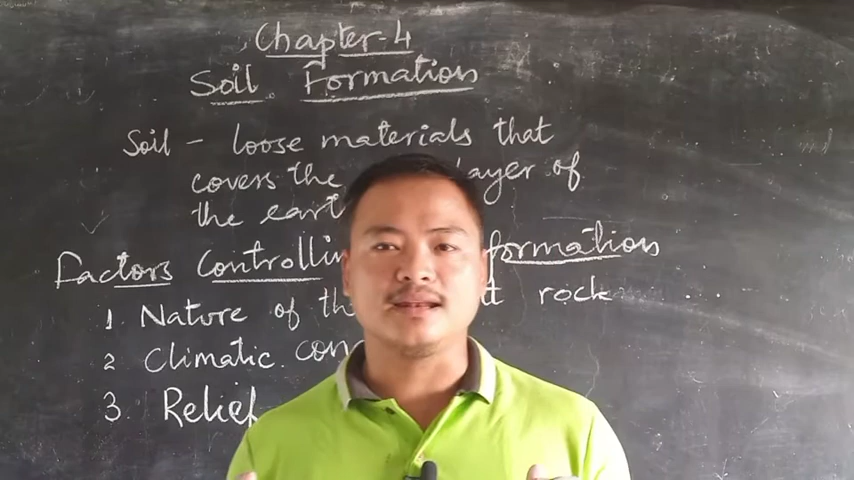 Chapter-4
Soil Formation
Soil - loose materials that
covers the layer of
the eart
Factors Controllin formation
1 Nature of th t rock
2 Climatic con
3. Relief